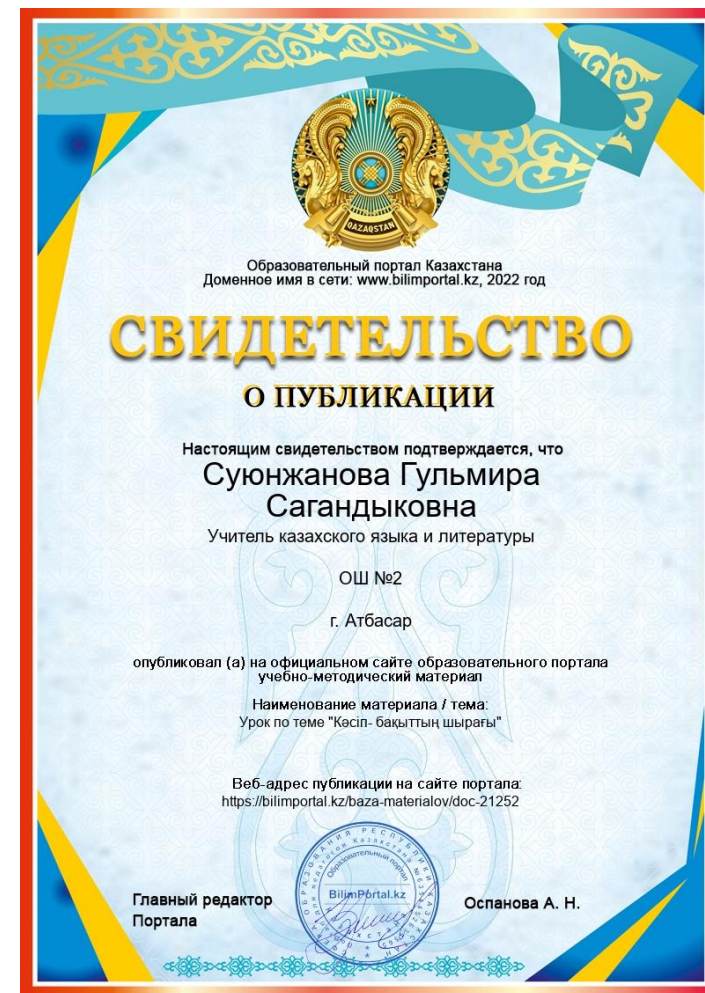 QAZAQSTAN
Образовательный портал Казахстана
Доменное имя в сети: www.bilimportal.kz, 2022 год
СВИДЕТЕЛЬСТВО
О ПУБЛИКАЦИИ
Настоящим свидетельством подтверждается, что
Суюнжанова Гульмира
Сагандыковна
Учитель казахского языка и литературы
ОШ №2
г. Атбасар
опубликовал (а) на официальном сайте образовательного портала
учебно-методический материал
Наименование материала / тема:
Урок по теме "Кәсіп- бақыттың шырағы"
Веб-адрес публикации на сайте портала:
https://bilimportal.kz/baza-materialov/doc-21252
BilimPortal.kz
Главный редактор
Портала
Оспанова А. Н.